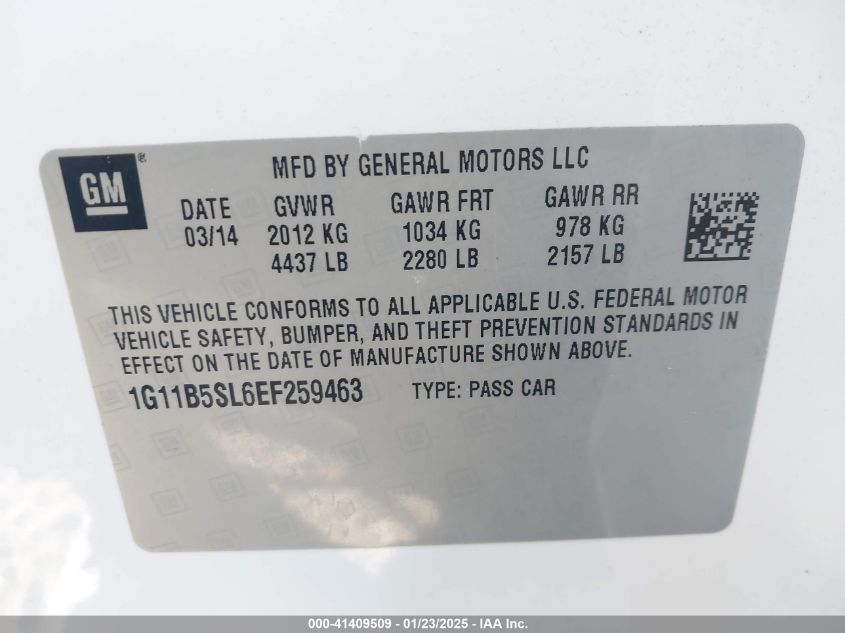 GM®
MFD BY GENERAL MOTORS LLC
DATE GVWR GAWR FRT GAWR RR
03/14 2012 KG 1034 KG 978 KG
4437 LB 2280 LB 2157 LB
THIS VEHICLE CONFORMS TO ALL APPLICABLE U.S. FEDERAL MOTOR
VEHICLE SAFETY, BUMPER, AND THEFT PREVENTION STANDARDS IN
EFFECT ON THE DATE OF MANUFACTURE SHOWN ABOVE.
1G11B5SL6EF259463 TYPE: PASS CAR
000-41409509 - 01/23/2025 - IAAI.com